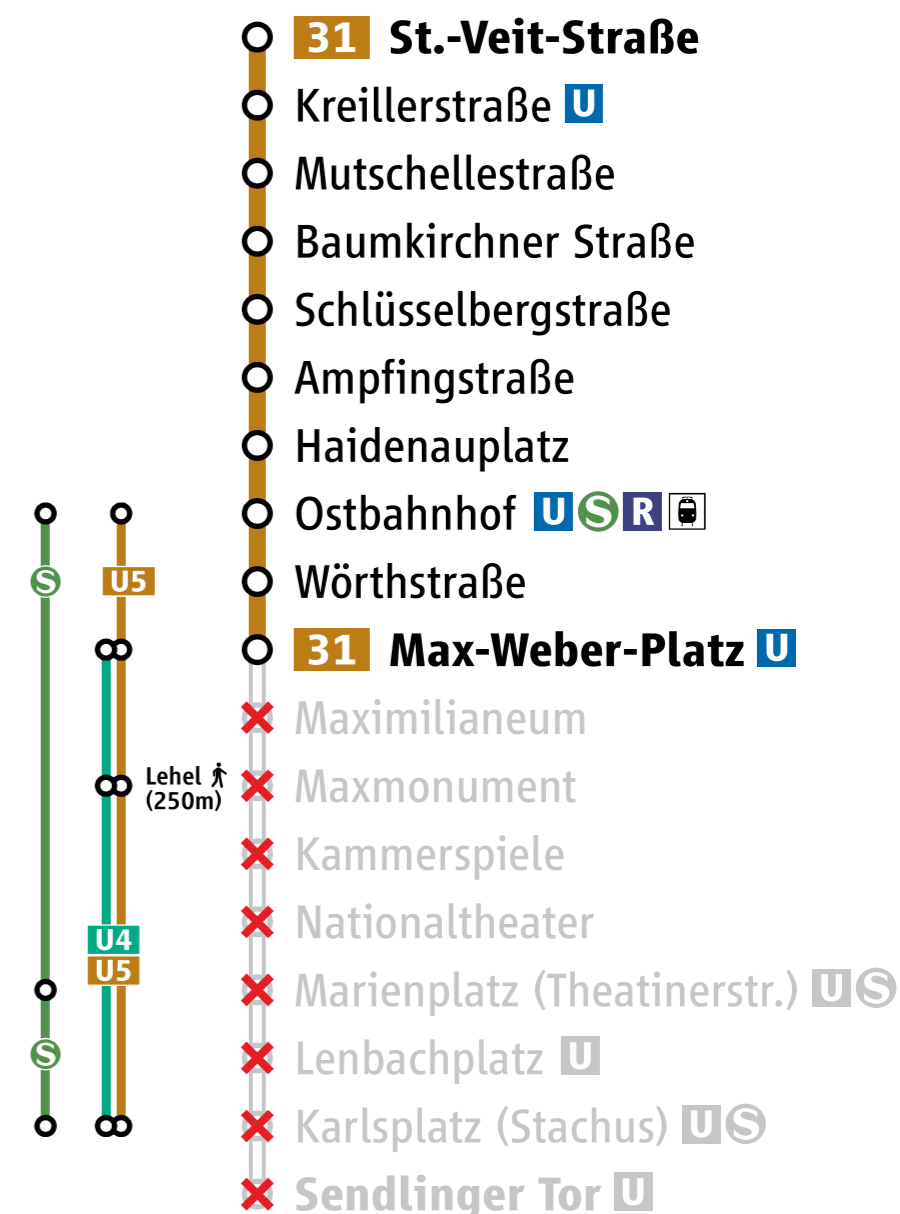 31 St.-Veit-Straße
Kreillerstraße U
Mutschellestraße
Baumkirchner Straße
Schlüsselbergstraße
Ampfingstraße
Haidenauplatz
Ostbahnhof U S R
S U5 Wörthstraße
31 Max-Weber-Platz U
Maximilianeum
Lehel
(250m)
Maxmonument
Kammerspiele
Nationaltheater
U4
U5
Marienplatz (Theatinerstr.) U S
S Lenbachplatz U
Karlsplatz (Stachus) U S
Sendlinger Tor U